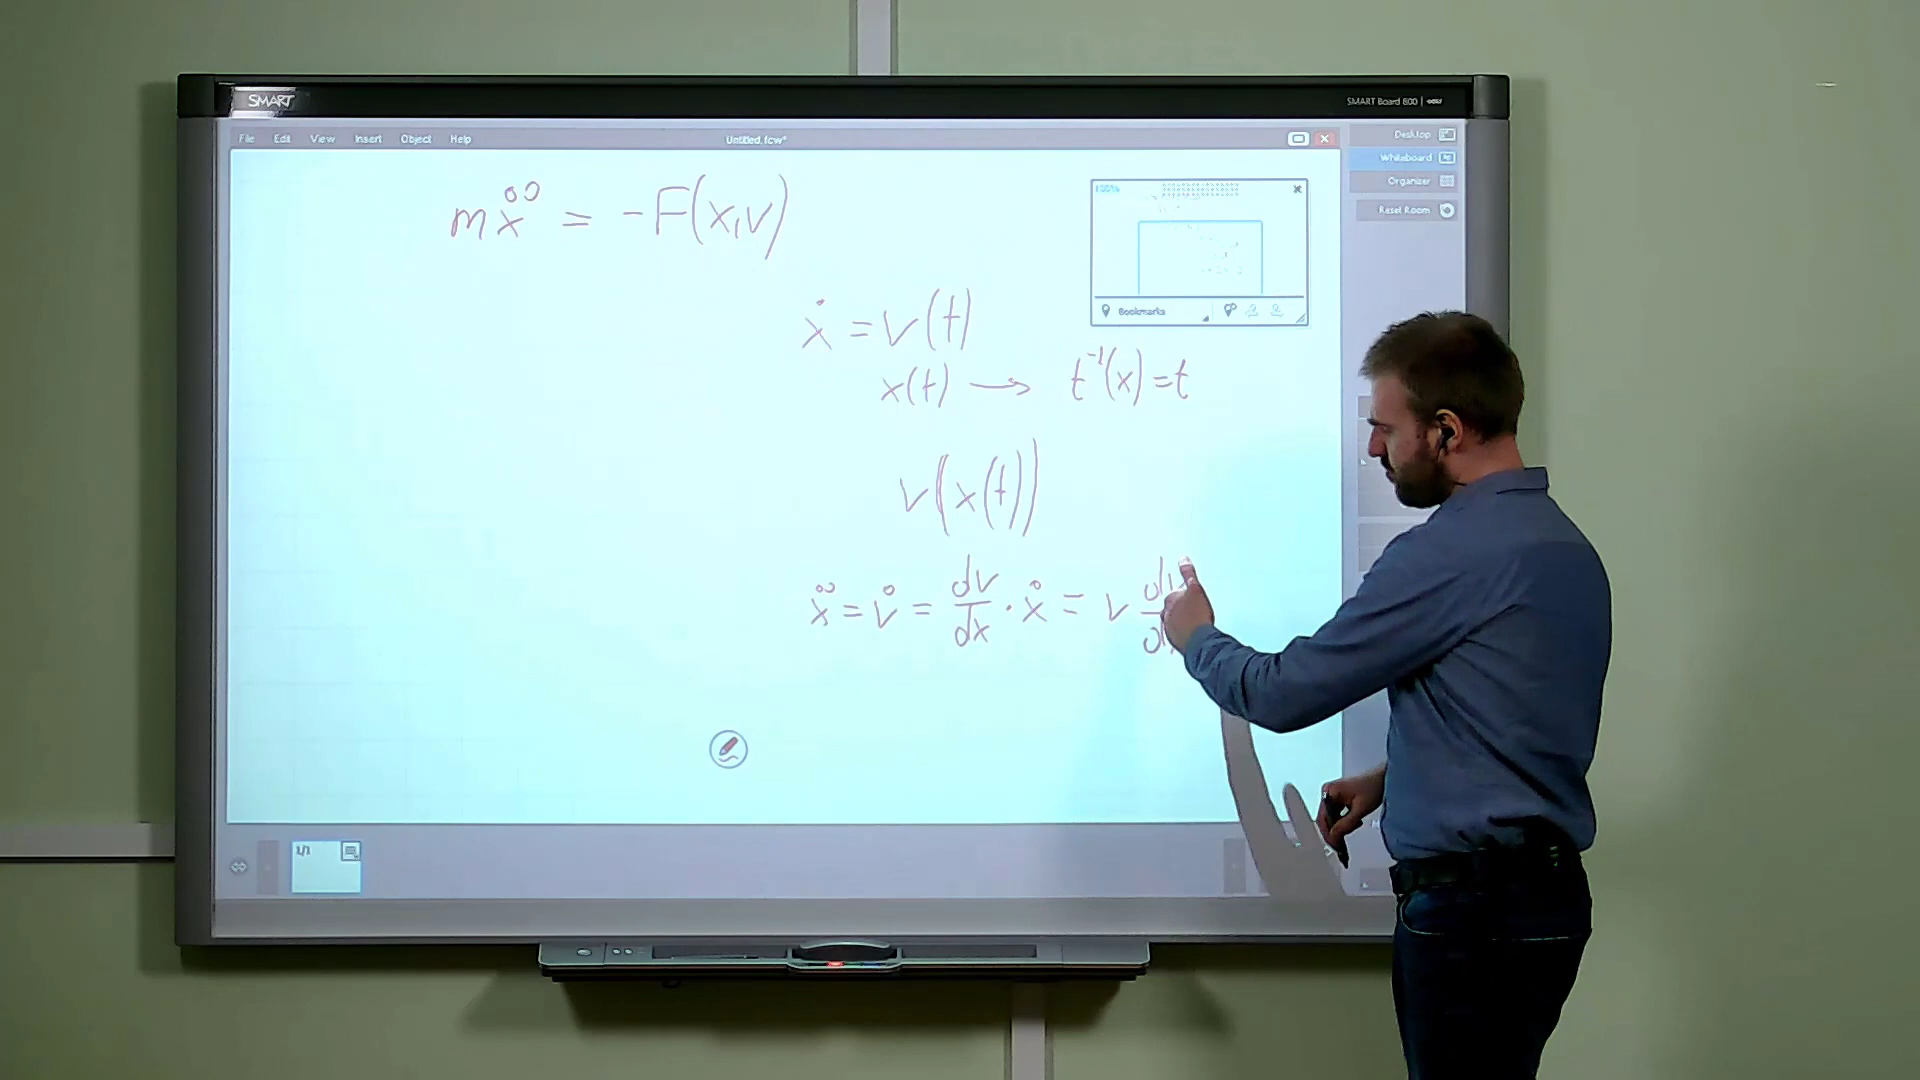 SMART
SMART Board 800
File Edit View Insert Object Help
Untitled.fcw*
Desktop
Whiteboard
Organizer
Reset Room
100%
Bookmarks
mẍ = -F(x,v)
ẋ = v(t)
x(t) → t⁻¹(x) = t
v(x(t))
ẍ = v̇ = dv/dx · ẋ = v
1/1